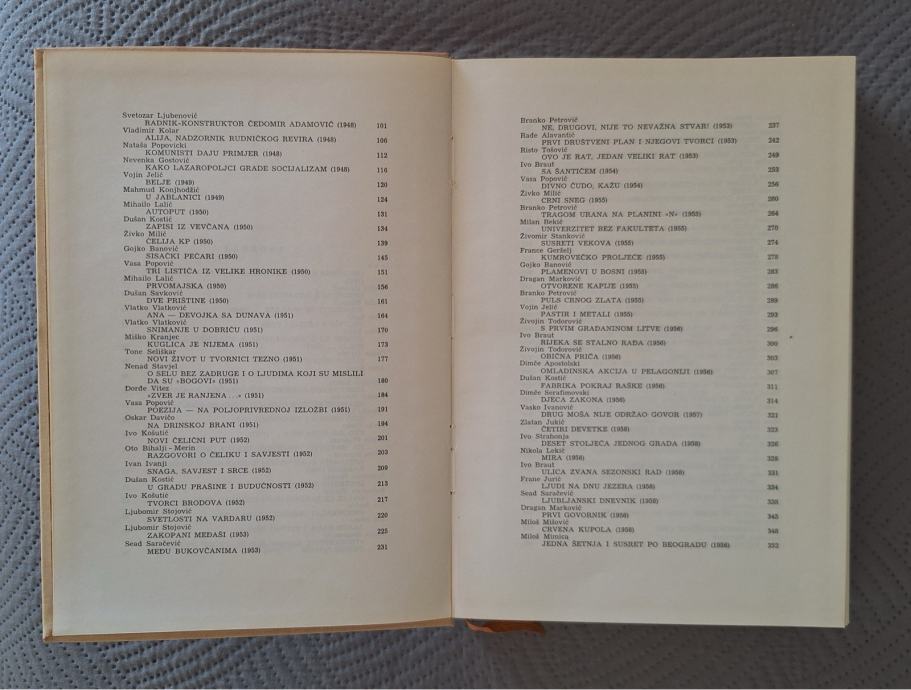 Svetozar Ljubenović
RADNIK-KONSTRUKTOR ČEDOMIR ADAMOVIĆ (1948) 101
Vladimir Kolar
ALIJA, NADZORNIK RUDNIČKOG REVIRA (1948) 106
Nataša Popovicki
KOMUNISTI DAJU PRIMJER (1948) 112
Nevenka Gostović
KAKO LAZAROPOLJCI GRADE SOCIJALIZAM (1948) 116
Vojin Jelić
BELJE (1949) 120
Mahmud Konjhodžić
U JABLANICI (1949) 124
Mihailo Lalić
AUTOPUT (1950) 131
Dušan Kostić
ZAPISI IZ VEVČANA (1950) 134
Živko Milić
ĆELIJA KP (1950) 139
Gojko Banović
SISAČKI PEĆARI (1950) 145
Vasa Popović
TRI LISTIĆA IZ VELIKE HRONIKE (1950) 151
Mihailo Lalić
PRVOMAJSKA (1950) 156
Dušan Savković
DVE PRIŠTINE (1950) 161
Vlatko Vlatković
ANA — DEVOJKA SA DUNAVA (1951) 164
Vlatko Vlatković
SNIMANJE U DOBRIČU (1951) 170
Miško Kranjec
KUGLICA JE NIJEMA (1951) 173
Tone Seliškar
NOVI ŽIVOT U TVORNICI TEZNO (1951) 177
Nenad Stavjel
O SELU BEZ ZADRUGE I O LJUDIMA KOJI SU MISLILI
DA SU »BOGOVI« (1951) 180
Đorđe Vitez
»ZVER JE RANJENA . . .« (1951) 184
Vasa Popović
POEZIJA — NA POLJOPRIVREDNOJ IZLOŽBI (1951) 191
Oskar Davičo
NA DRINSKOJ BRANI (1951) 194
Ivo Košutić
NOVI ČELIČNI PUT (1952) 201
Oto Bihalji-Merin
RAZGOVORI O ČELIKU I SAVJESTI (1952) 203
Ivan Ivanji
SNAGA, SAVJEST I SRCE (1952) 209
Dušan Kostić
U GRADU PRAŠINE I BUDUĆNOSTI (1952) 213
Ivo Košutić
TVORCI BRODOVA (1952) 217
Ljubomir Stojović
SVETLOSTI NA VARDARU (1952) 220
Ljubomir Stojović
ZAKOPANI MEĐAŠI (1953) 225
Sead Saračević
MEĐU BUKOVČANIMA (1953) 231
Branko Petrović
NE, DRUGOVI, NIJE TO NEVAŽNA STVAR! (1953) 237
Rade Alavantić
PRVI DRUŠTVENI PLAN I NJEGOVI TVORCI (1953) 242
Risto Tošović
OVO JE RAT, JEDAN VELIKI RAT (1953) 249
Ivo Braut
SA ŠANTIĆEM (1954) 253
Vasa Popović
DIVNO ČUDO, KAŽU (1954) 256
Živko Milić
CRNI SNEG (1955) 260
Branko Petrović
TRAGOM URANA NA PLANINI »N« (1955) 264
Milan Bekić
UNIVERZITET BEZ FAKULTETA (1955) 270
Živomir Stanković
SUSRETI VEKOVA (1955) 274
France Gerželj
KUMROVEČKO PROLJEĆE (1955) 278
Gojko Banović
PLAMENOVI U BOSNI (1955) 283
Dragan Marković
OTVORENE KAPIJE (1955) 286
Branko Petrović
PULS CRNOG ZLATA (1955) 289
Vojin Jelić
PASTIR I METALI (1955) 293
Živojin Todorović
S PRVIM GRAĐANINOM LITVE (1956) 296
Ivo Braut
RIJEKA SE STALNO RAĐA (1956) 300
Živojin Todorović
OBIČNA PRIČA (1956) 303
Dimče Apostolski
OMLADINSKA AKCIJA U PELAGONIJI (1956) 307
Dušan Kostić
FABRIKA POKRAJ RAŠKE (1956) 311
Dimče Serafimovski
DJECA ZAKONA (1956) 314
Vasko Ivanović
DRUG MOŠA NIJE ODRŽAO GOVOR (1957) 321
Zlatan Jukić
ČETIRI DEVETKE (1958) 323
Ivo Strahonja
DESET STOLJEĆA JEDNOG GRADA (1958) 326
Nikola Lekić
MIRA (1958) 328
Ivo Braut
ULICA ZVANA SEZONSKI RAD (1958) 331
Frane Jurić
LJUDI NA DNU JEZERA (1958) 334
Sead Saračević
LJUBLJANSKI DNEVNIK (1958) 338
Dragan Marković
PRVI GOVORNIK (1958) 345
Miloš Mišović
CRVENA KUPOLA (1958) 348
Miloš Mimica
JEDNA ŠETNJA I SUSRET PO BEOGRADU (1958) 352